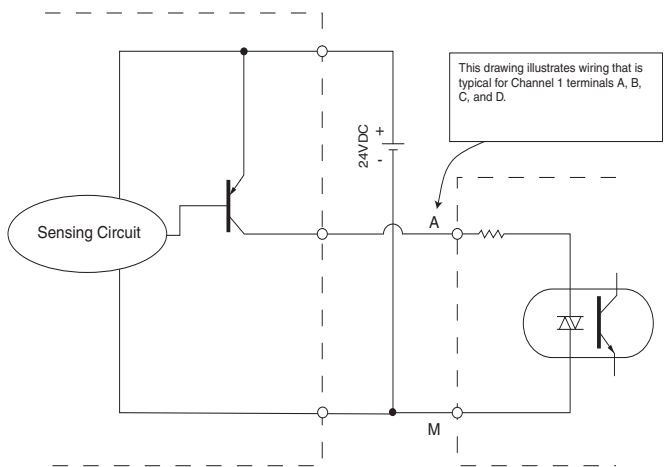 This drawing illustrates wiring that is
typical for Channel 1 terminals A, B,
C, and D.
24VDC
+
-
A
Sensing Circuit
M